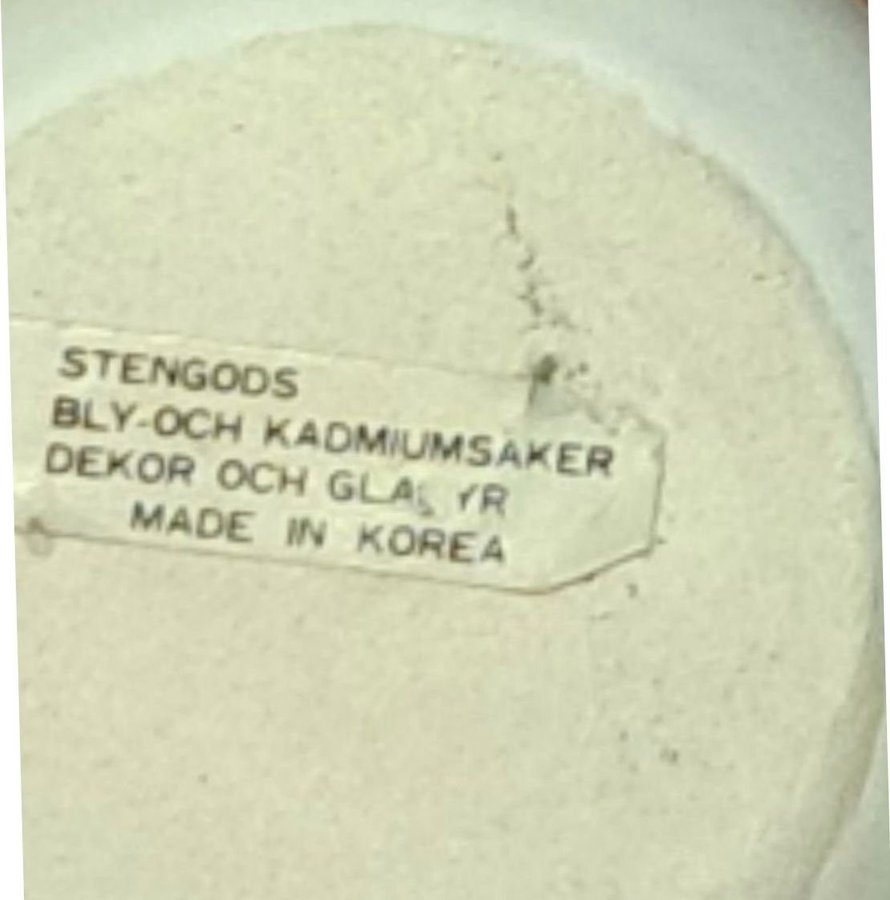 STENGODS
BLY-OCH KADMIUMSAKER
DEKOR OCH GLASYR
MADE IN KOREA